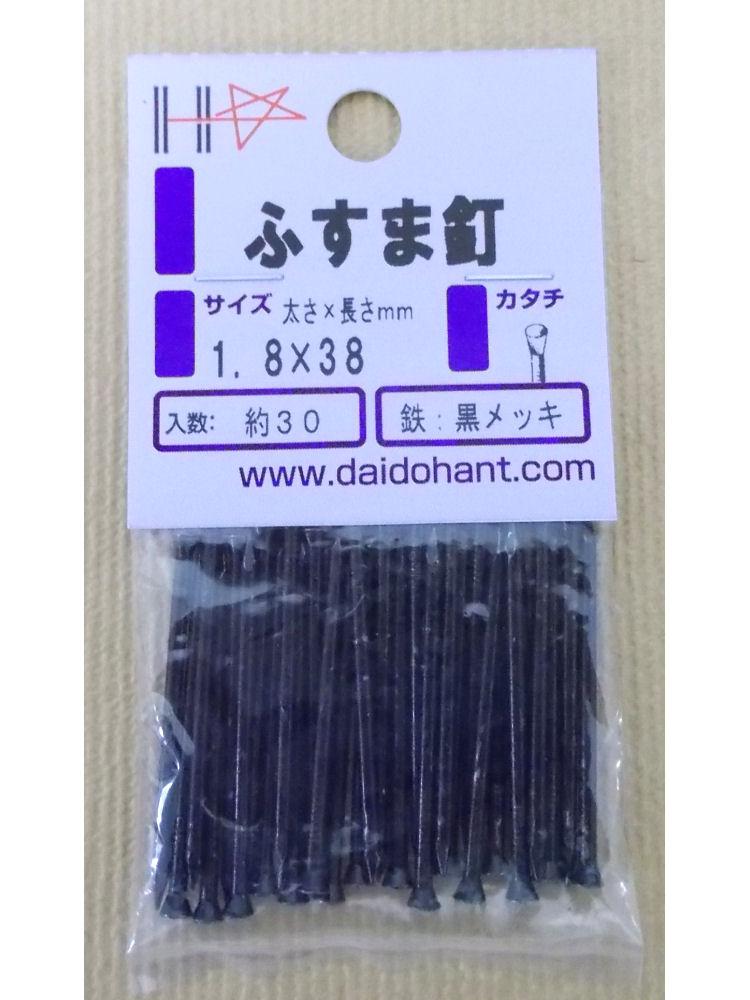 ふすま釘
サイズ 太さ×長さmm
1.8×38
カタチ
入数: 約30
鉄:黒メッキ
www.daidohant.com